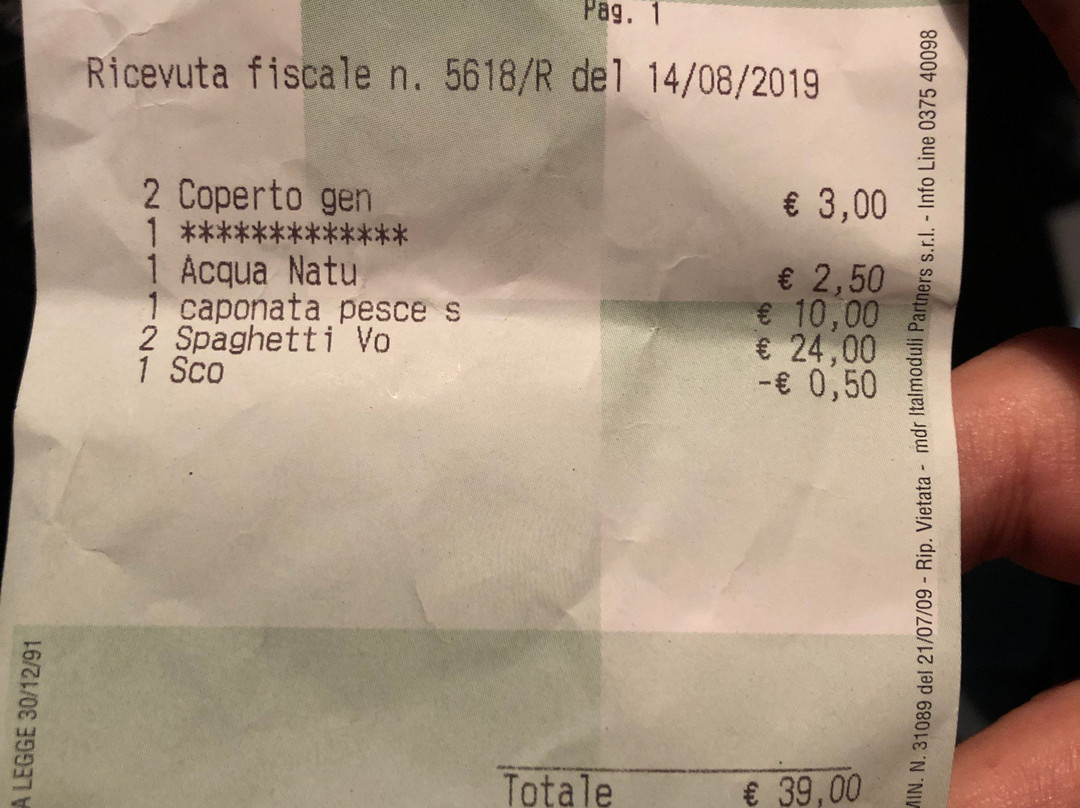 Pag. 1
Ricevuta fiscale n. 5618/R del 14/08/2019
2 Coperto gen € 3,00
1 *************
1 Acqua Natu € 2,50
1 caponata pesce s € 10,00
2 Spaghetti Vo € 24,00
1 Sco -€ 0,50
Totale € 39,00
A LEGGE 30/12/91
MIN. N. 31089 del 21/07/09 - Rip. Vietata - mdr Italmoduli Partners s.r.l. - Info Line 0375 40098